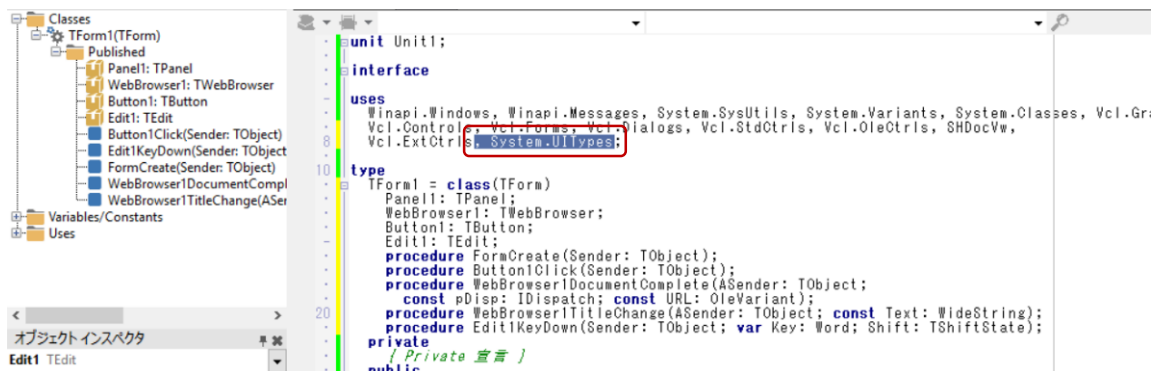 Classes
TForm1(TForm)
Published
Panel1: TPanel
WebBrowser1: TWebBrowser
Button1: TButton
Edit1: TEdit
Button1Click(Sender: TObject)
Edit1KeyDown(Sender: TObject
FormCreate(Sender: TObject)
WebBrowser1DocumentCompl
WebBrowser1TitleChange(ASer
Variables/Constants
Uses
オブジェクト インスペクタ
Edit1 TEdit
unit Unit1;
interface
uses
Winapi.Windows, Winapi.Messages, System.SysUtils, System.Variants, System.Classes, Vcl.Gra
Vcl.Controls, Vcl.Forms, Vcl.Dialogs, Vcl.StdCtrls, Vcl.OleCtrls, SHDocVw,
8 Vcl.ExtCtrls, System.UITypes;
10 type
TForm1 = class(TForm)
Panel1: TPanel;
WebBrowser1: TWebBrowser;
Button1: TButton;
Edit1: TEdit;
procedure FormCreate(Sender: TObject);
procedure Button1Click(Sender: TObject);
procedure WebBrowser1DocumentComplete(ASender: TObject;
const pDisp: IDispatch; const URL: OleVariant);
20 procedure WebBrowser1TitleChange(ASender: TObject; const Text: WideString);
procedure Edit1KeyDown(Sender: TObject; var Key: Word; Shift: TShiftState);
private
{ Private 宣言 }
public